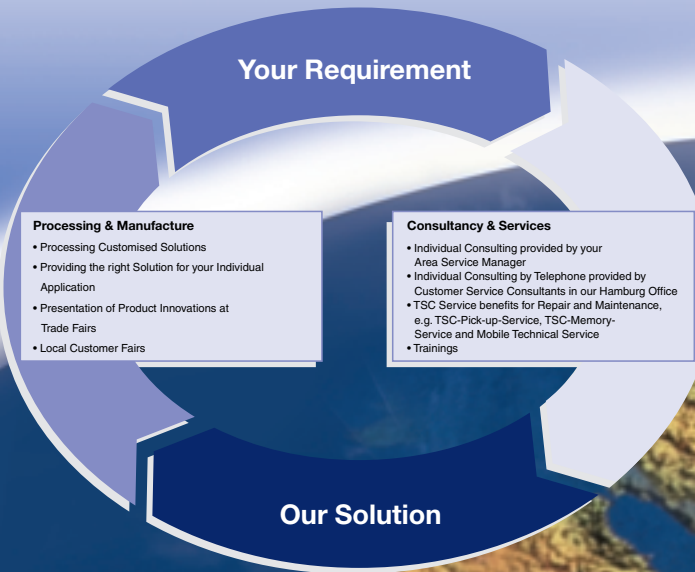 Your Requirement
Processing & Manufacture
• Processing Customised Solutions
• Providing the right Solution for your Individual
Application
• Presentation of Product Innovations at
Trade Fairs
• Local Customer Fairs
Consultancy & Services
• Individual Consulting provided by your
Area Service Manager
• Individual Consulting by Telephone provided by
Customer Service Consultants in our Hamburg Office
• TSC Service benefits for Repair and Maintenance,
e.g. TSC-Pick-up-Service, TSC-Memory-
Service and Mobile Technical Service
• Trainings
Our Solution